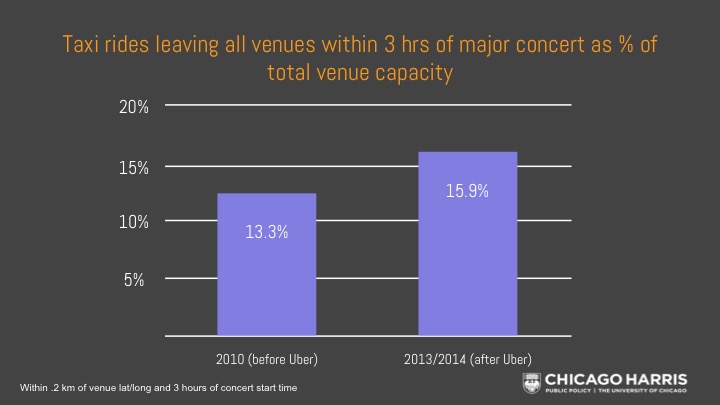 Taxi rides leaving all venues within 3 hrs of major concert as % of
total venue capacity
20%
15%
15.9%
13.3%
10%
5%
2010 (before Uber)
2013/2014 (after Uber)
Within .2 km of venue lat/long and 3 hours of concert start time
CHICAGO HARRIS
PUBLIC POLICY | THE UNIVERSITY OF CHICAGO